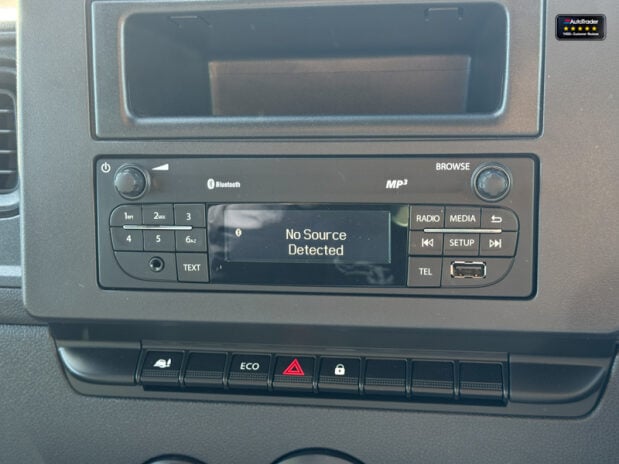 AutoTrader
Bluetooth
MP3
BROWSE
1
2
3
4
5
6
TEXT
No Source
Detected
RADIO
MEDIA
SETUP
TEL
ECO